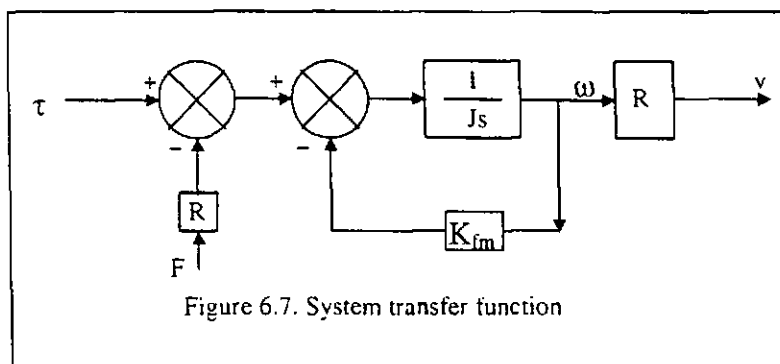 + + 1 ω v
τ R
Js
− −
R K_fm
F
Figure 6.7. System transfer function